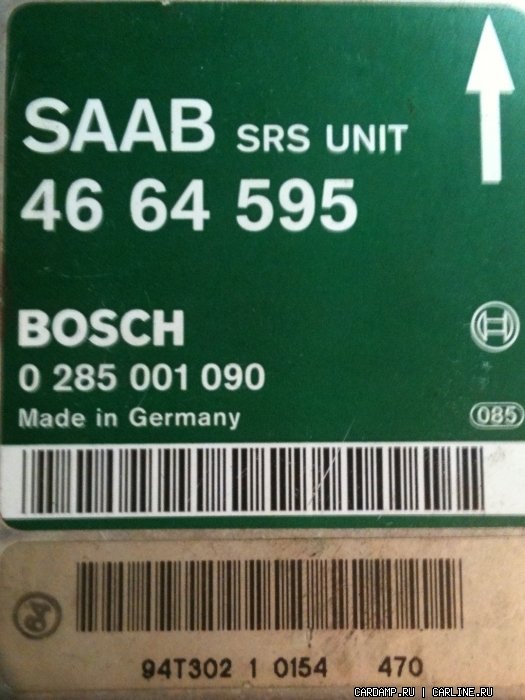 SAAB SRS UNIT
46 64 595
BOSCH
0 285 001 090
Made in Germany
085
94T302 1 0154 470
CARDAMP.RU | CARLINE.RU